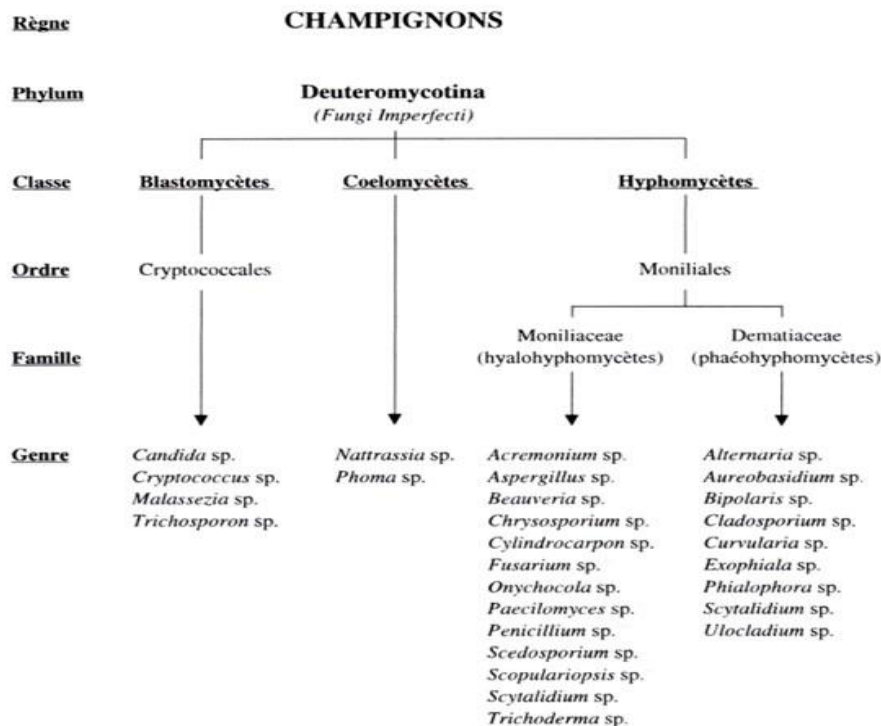 Règne CHAMPIGNONS
Phylum Deuteromycotina
(Fungi Imperfecti)
Classe Blastomycètes Coelomycètes Hyphomycètes
Ordre Cryptococcales Moniliales
Moniliaceae Dematiaceae
Famille (hyalohyphomycètes) (phaéohyphomycètes)
Genre Candida sp. Nattrassia sp. Acremonium sp. Alternaria sp.
Cryptococcus sp. Phoma sp. Aspergillus sp. Aureobasidium sp.
Malassezia sp. Beauveria sp. Bipolaris sp.
Trichosporon sp. Chrysosporium sp. Cladosporium sp.
Cylindrocarpon sp. Curvularia sp.
Fusarium sp. Exophiala sp.
Onychocola sp. Phialophora sp.
Paecilomyces sp. Scytalidium sp.
Penicillium sp. Ulocladium sp.
Scedosporium sp.
Scopulariopsis sp.
Scytalidium sp.
Trichoderma sp.